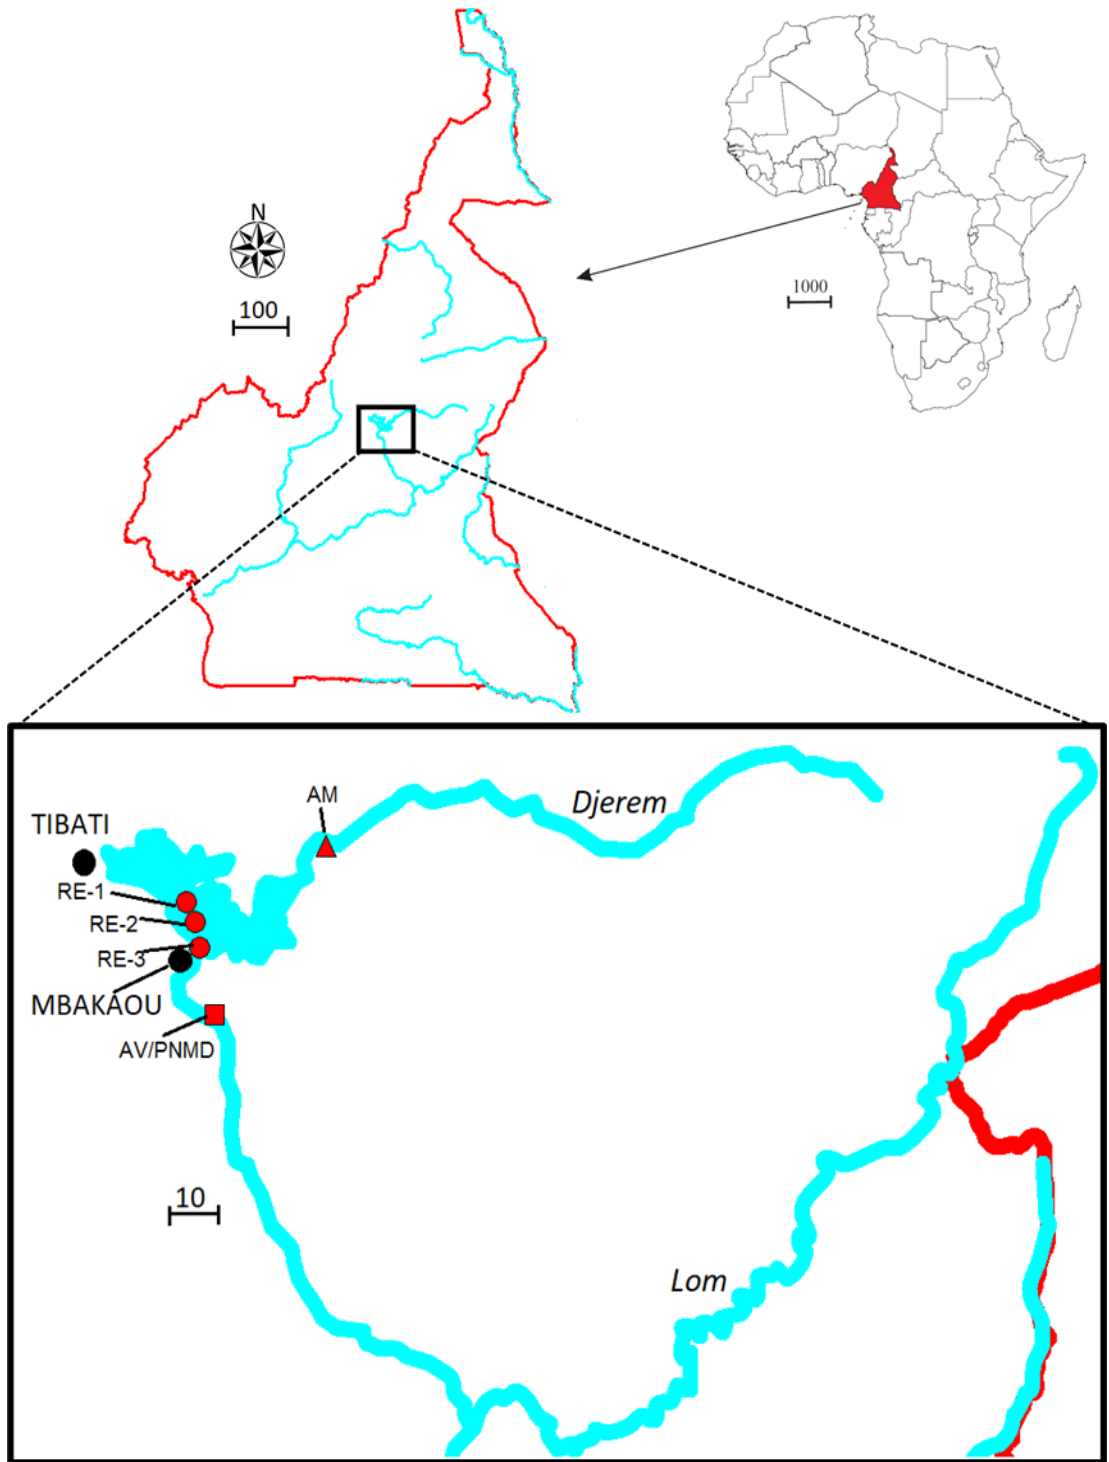 N
100
1000
AM
Djerem
TIBATI
RE-1
RE-2
RE-3
MBAKAOU
AV/PNMD
10
Lom